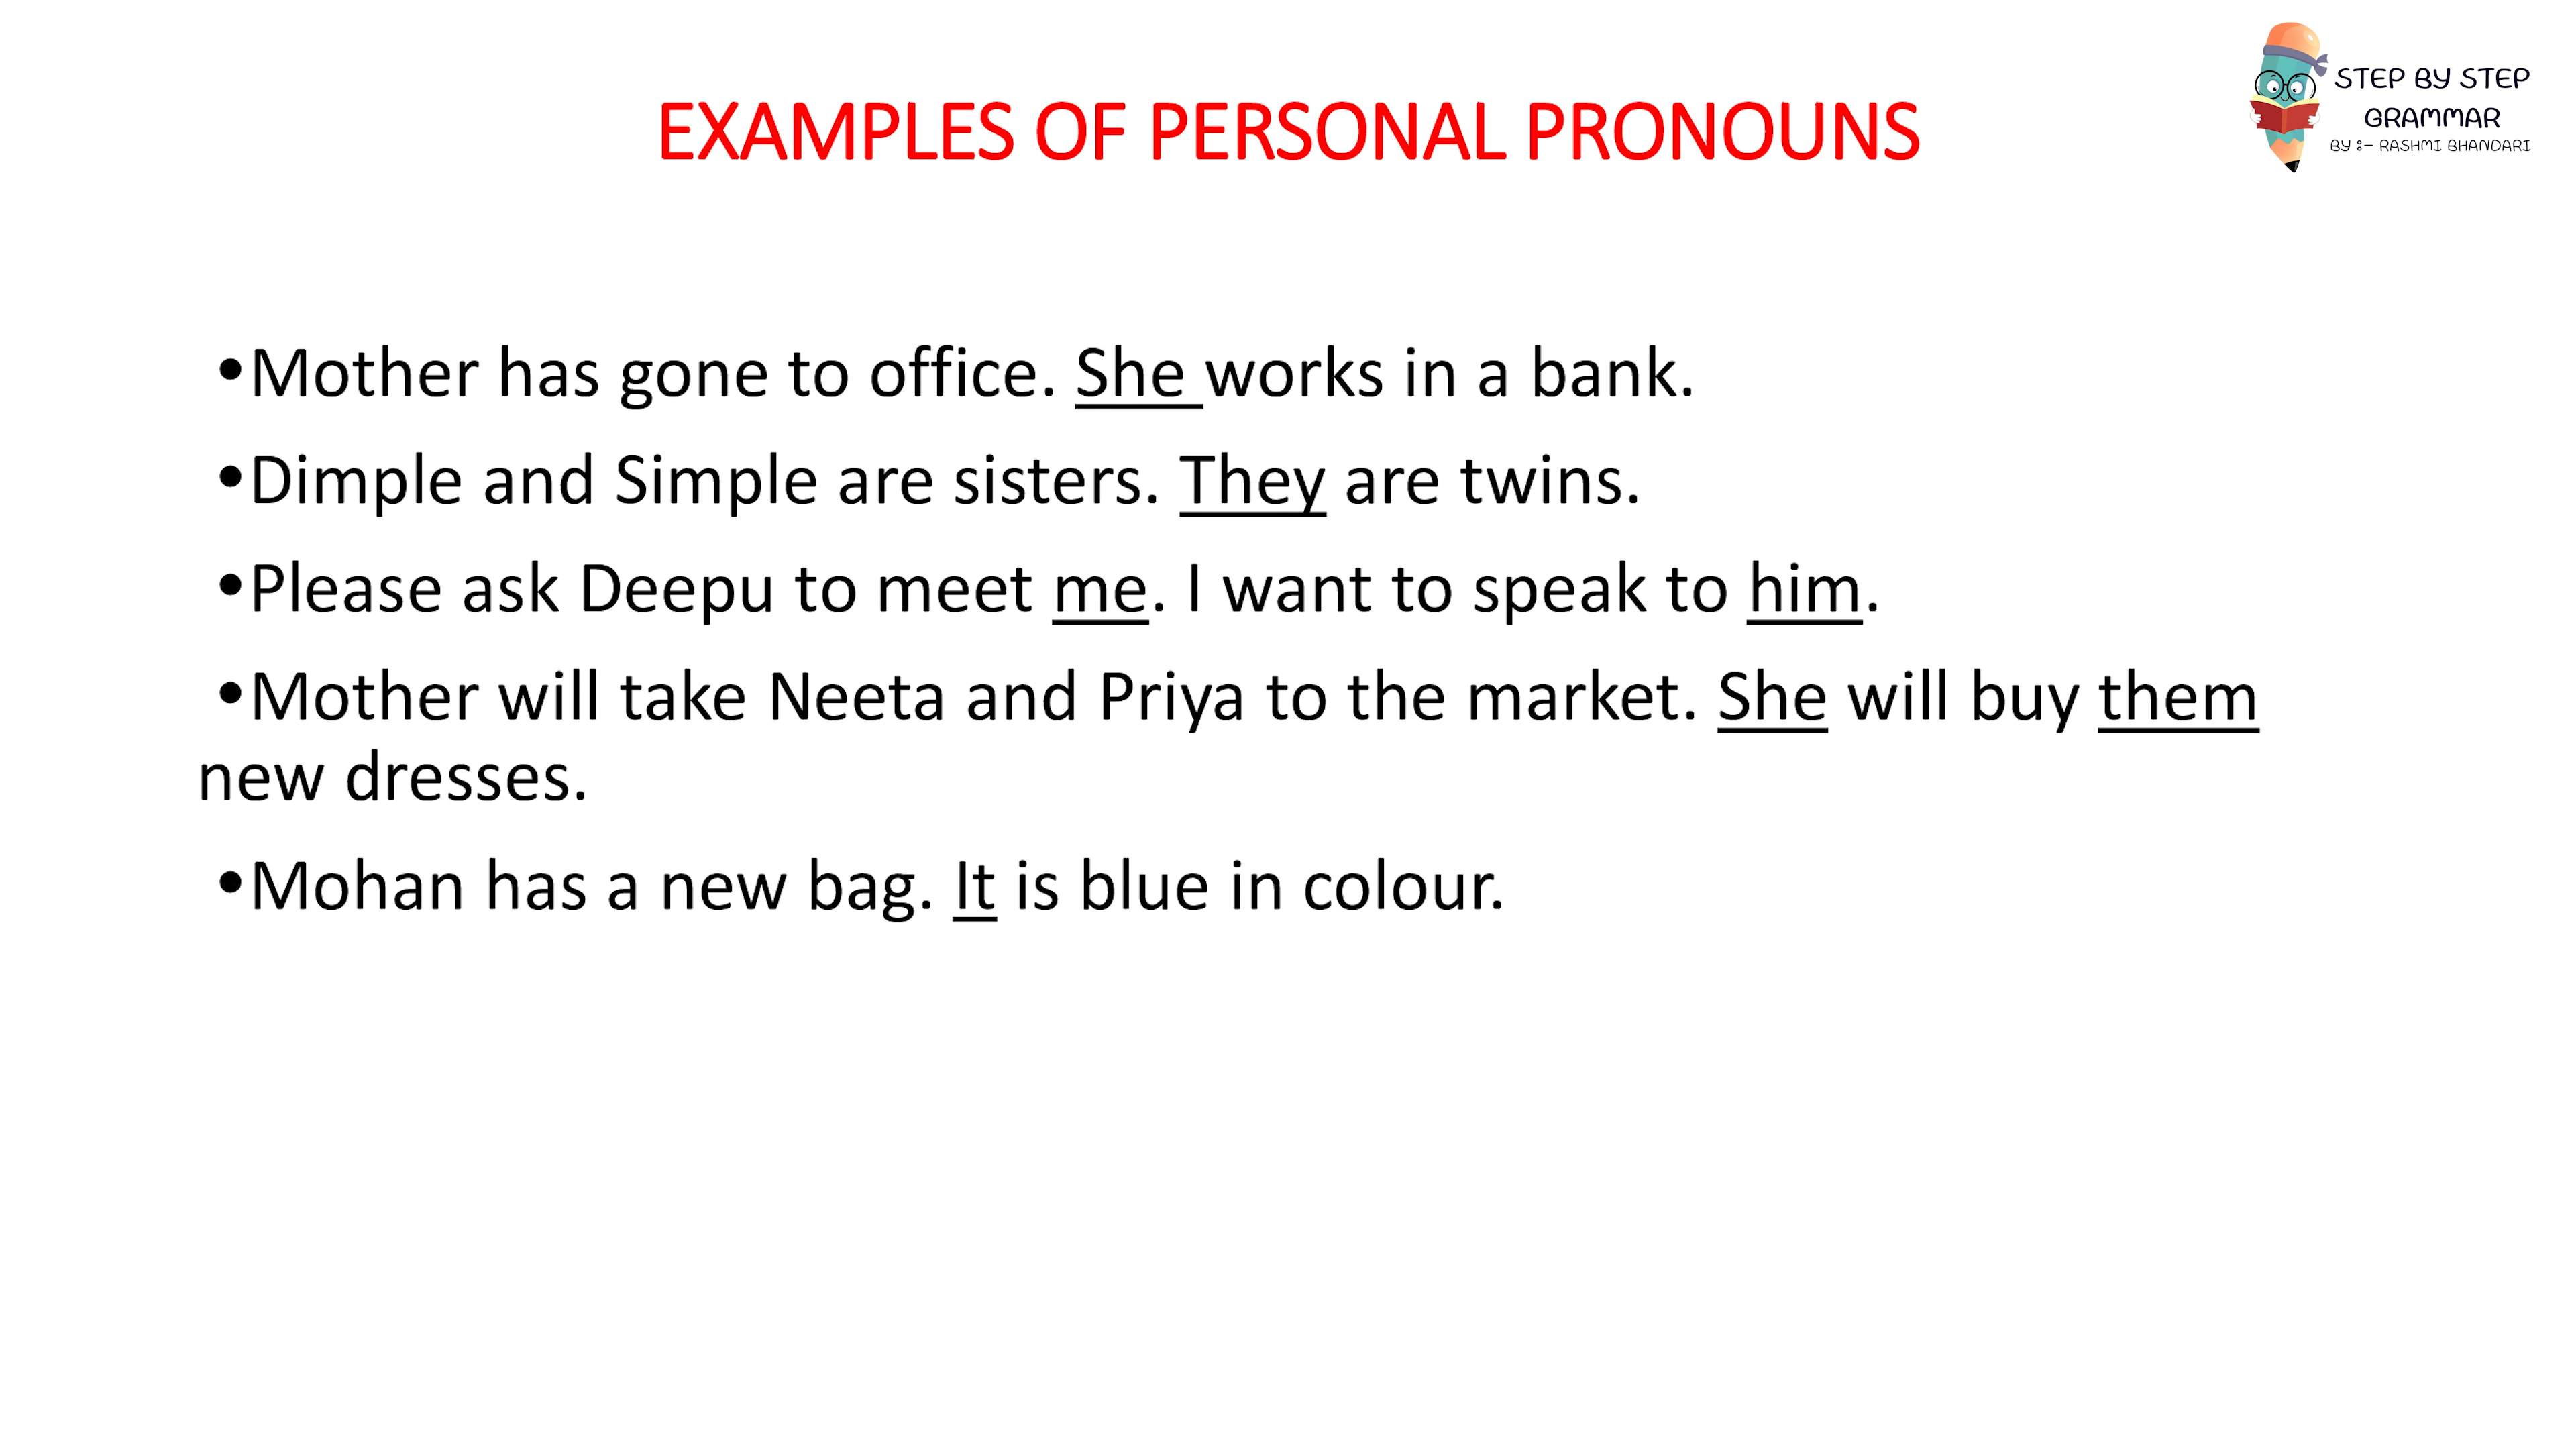 EXAMPLES OF PERSONAL PRONOUNS
STEP BY STEP
GRAMMAR
BY :- RASHMI BHANDARI
•Mother has gone to office. She works in a bank.
•Dimple and Simple are sisters. They are twins.
•Please ask Deepu to meet me. I want to speak to him.
•Mother will take Neeta and Priya to the market. She will buy them
new dresses.
•Mohan has a new bag. It is blue in colour.